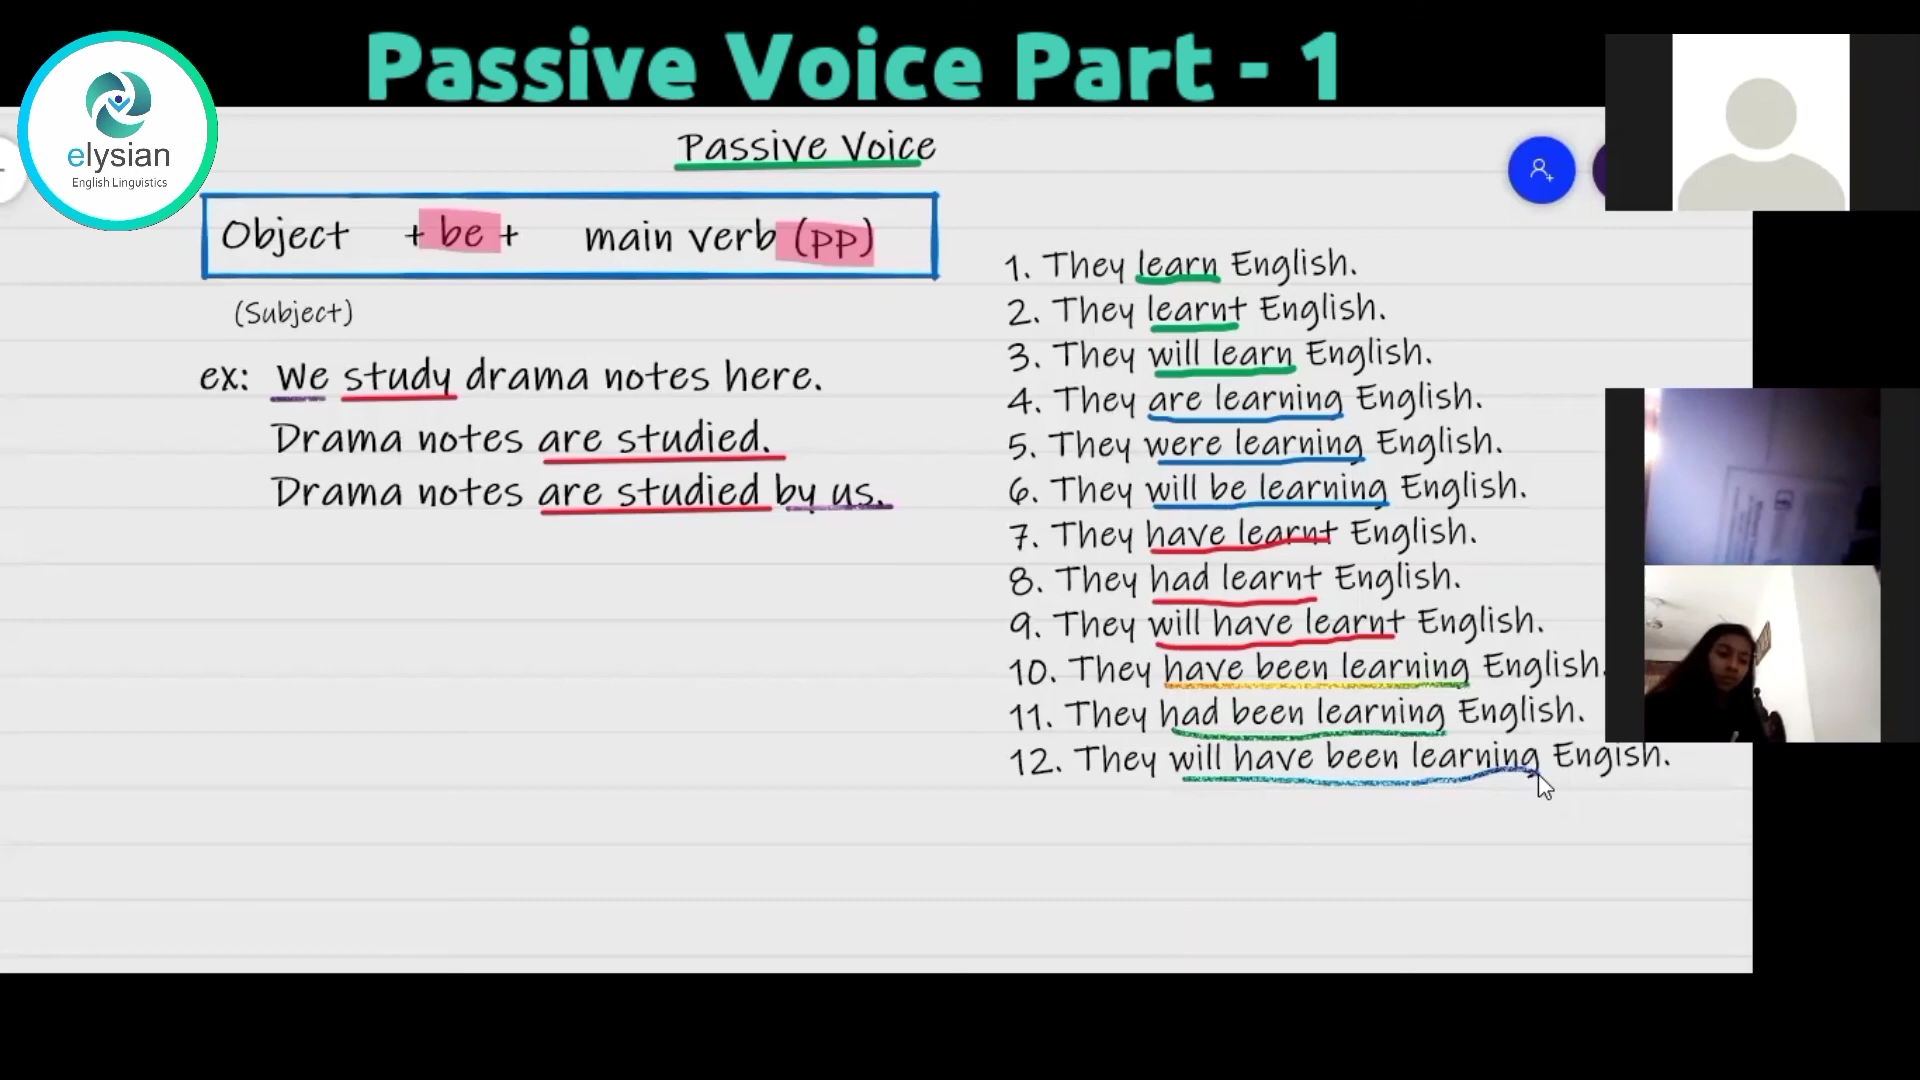 Passive Voice Part - 1
elysian
English Linguistics
Passive Voice
Object + be + main verb (pp)
(Subject)
ex: We study drama notes here.
Drama notes are studied.
Drama notes are studied by us.
1. They learn English.
2. They learnt English.
3. They will learn English.
4. They are learning English.
5. They were learning English.
6. They will be learning English.
7. They have learnt English.
8. They had learnt English.
9. They will have learnt English.
10. They have been learning English.
11. They had been learning English.
12. They will have been learning Engish.